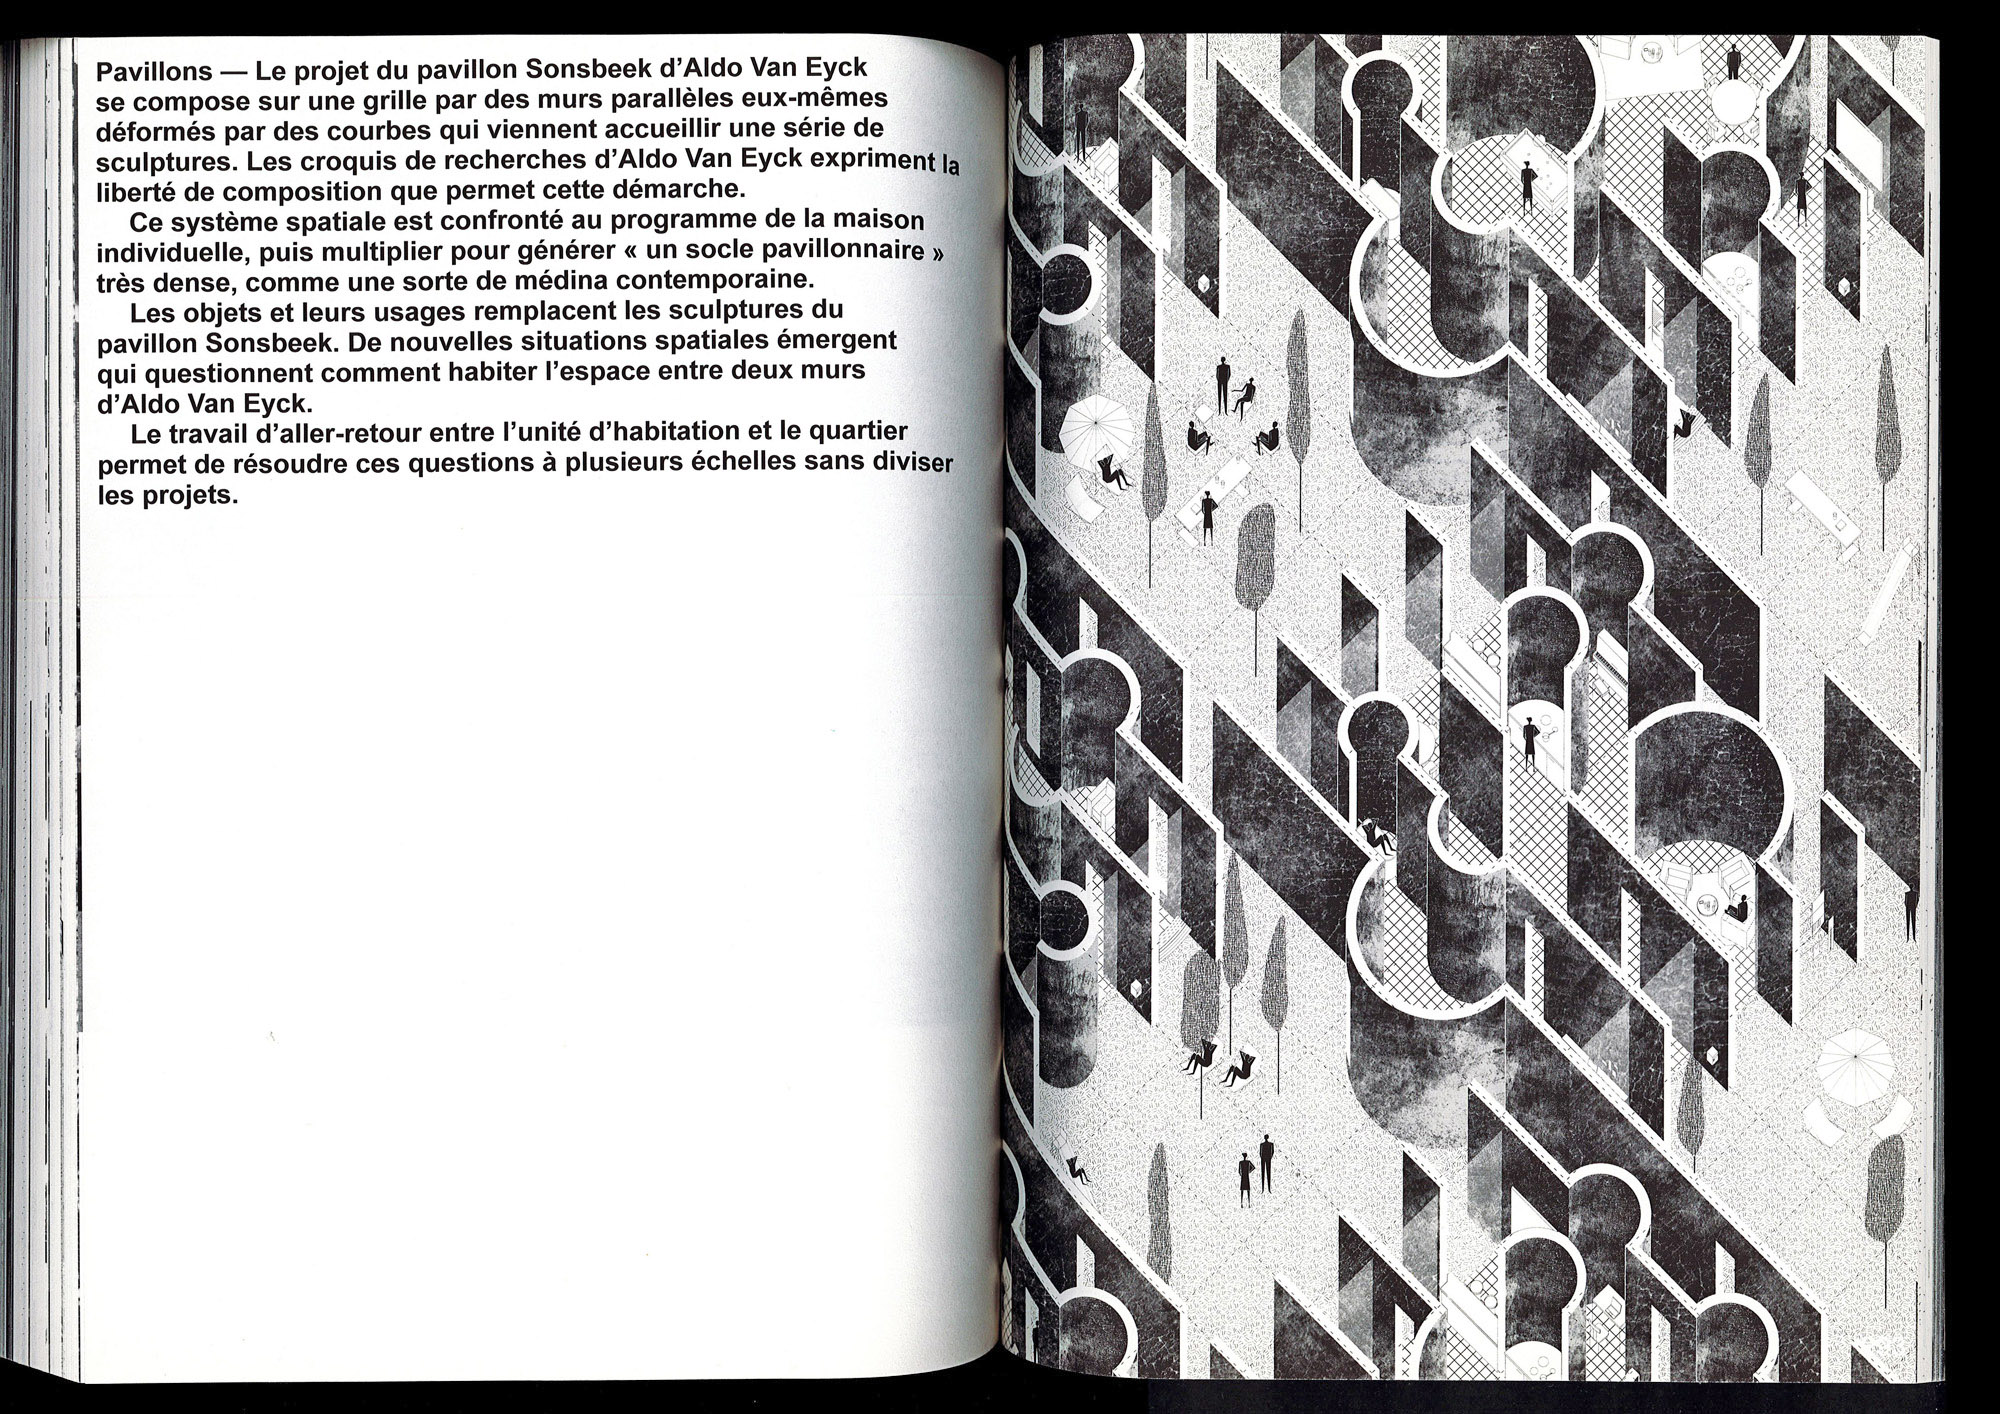 Pavillons — Le projet du pavillon Sonsbeek d’Aldo Van Eyck
se compose sur une grille par des murs parallèles eux-mêmes
déformés par des courbes qui viennent accueillir une série de
sculptures. Les croquis de recherches d’Aldo Van Eyck expriment la
liberté de composition que permet cette démarche.
Ce système spatiale est confronté au programme de la maison
individuelle, puis multiplier pour générer « un socle pavillonnaire »
très dense, comme une sorte de médina contemporaine.
Les objets et leurs usages remplacent les sculptures du
pavillon Sonsbeek. De nouvelles situations spatiales émergent
qui questionnent comment habiter l’espace entre deux murs
d’Aldo Van Eyck.
Le travail d’aller-retour entre l’unité d’habitation et le quartier
permet de résoudre ces questions à plusieurs échelles sans diviser
les projets.